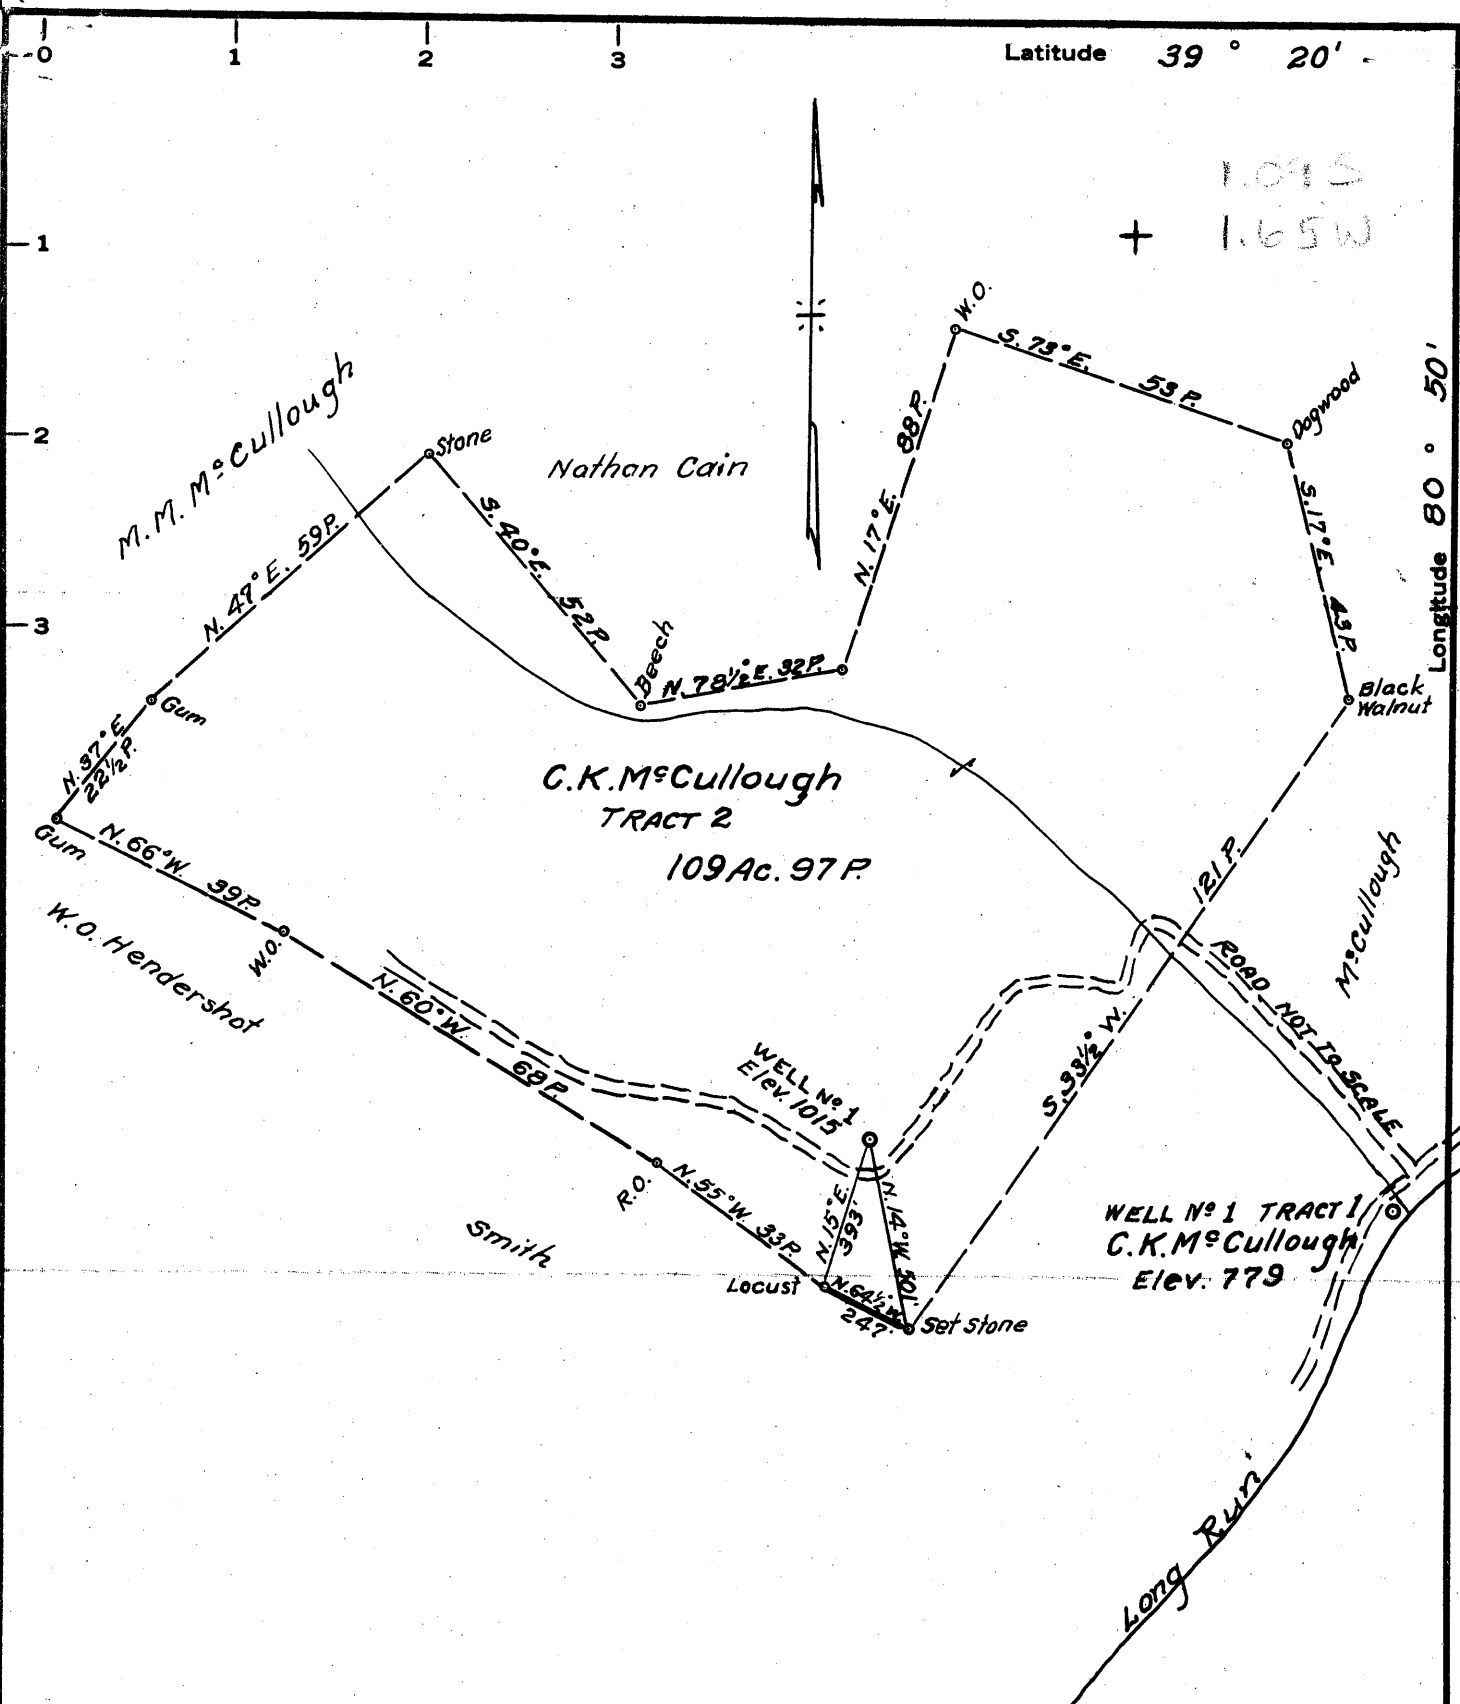 0
1
2
3
Latitude 39° 20'
1.09 S
1.65 W
1
2
3
Longitude 80° 50'
W.O.
S. 73° E. 53 P.
Dogwood
M. M. McCullough
Stone
Nathan Cain
88 P.
N. 17° E.
S. 17° E. 43 P.
S. 40° E. 52 P.
N. 47° E. 59 P.
Beech
N. 78½° E. 32 P.
Gum
Black
Walnut
N. 37° E
22½ P.
C. K. McCullough
TRACT 2
109 Ac. 97 P.
Gum
N. 66° W. 39 P.
121 P.
McCullough
W. O. Hendershot
W.O.
N. 60° W. 68 P.
ROAD NOT TO SCALE
S. 33½° W.
WELL No 1
Elev. 1015
R.O.
N. 55° W. 33 P.
N. 15° E.
393'
N. 14° W. 501'
WELL No 1 TRACT 1
C. K. McCullough
Elev. 779
Smith
Locust
N. 64½° W.
247.
Set Stone
Long Run